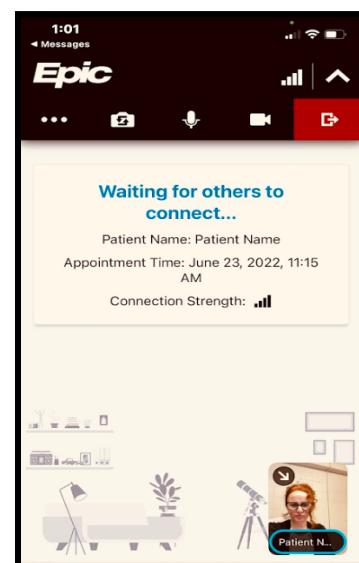 1:01
◄ Messages
Epic
Waiting for others to
connect...
Patient Name: Patient Name
Appointment Time: June 23, 2022, 11:15
AM
Connection Strength:
Patient N...